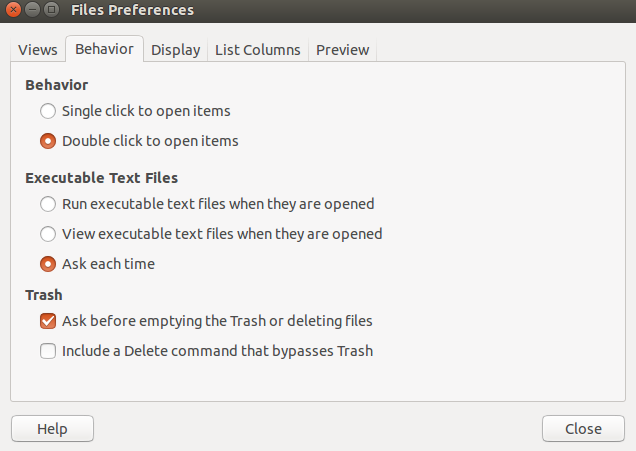 Files Preferences
Views Behavior Display List Columns Preview
Behavior
Single click to open items
Double click to open items
Executable Text Files
Run executable text files when they are opened
View executable text files when they are opened
Ask each time
Trash
Ask before emptying the Trash or deleting files
Include a Delete command that bypasses Trash
Help Close